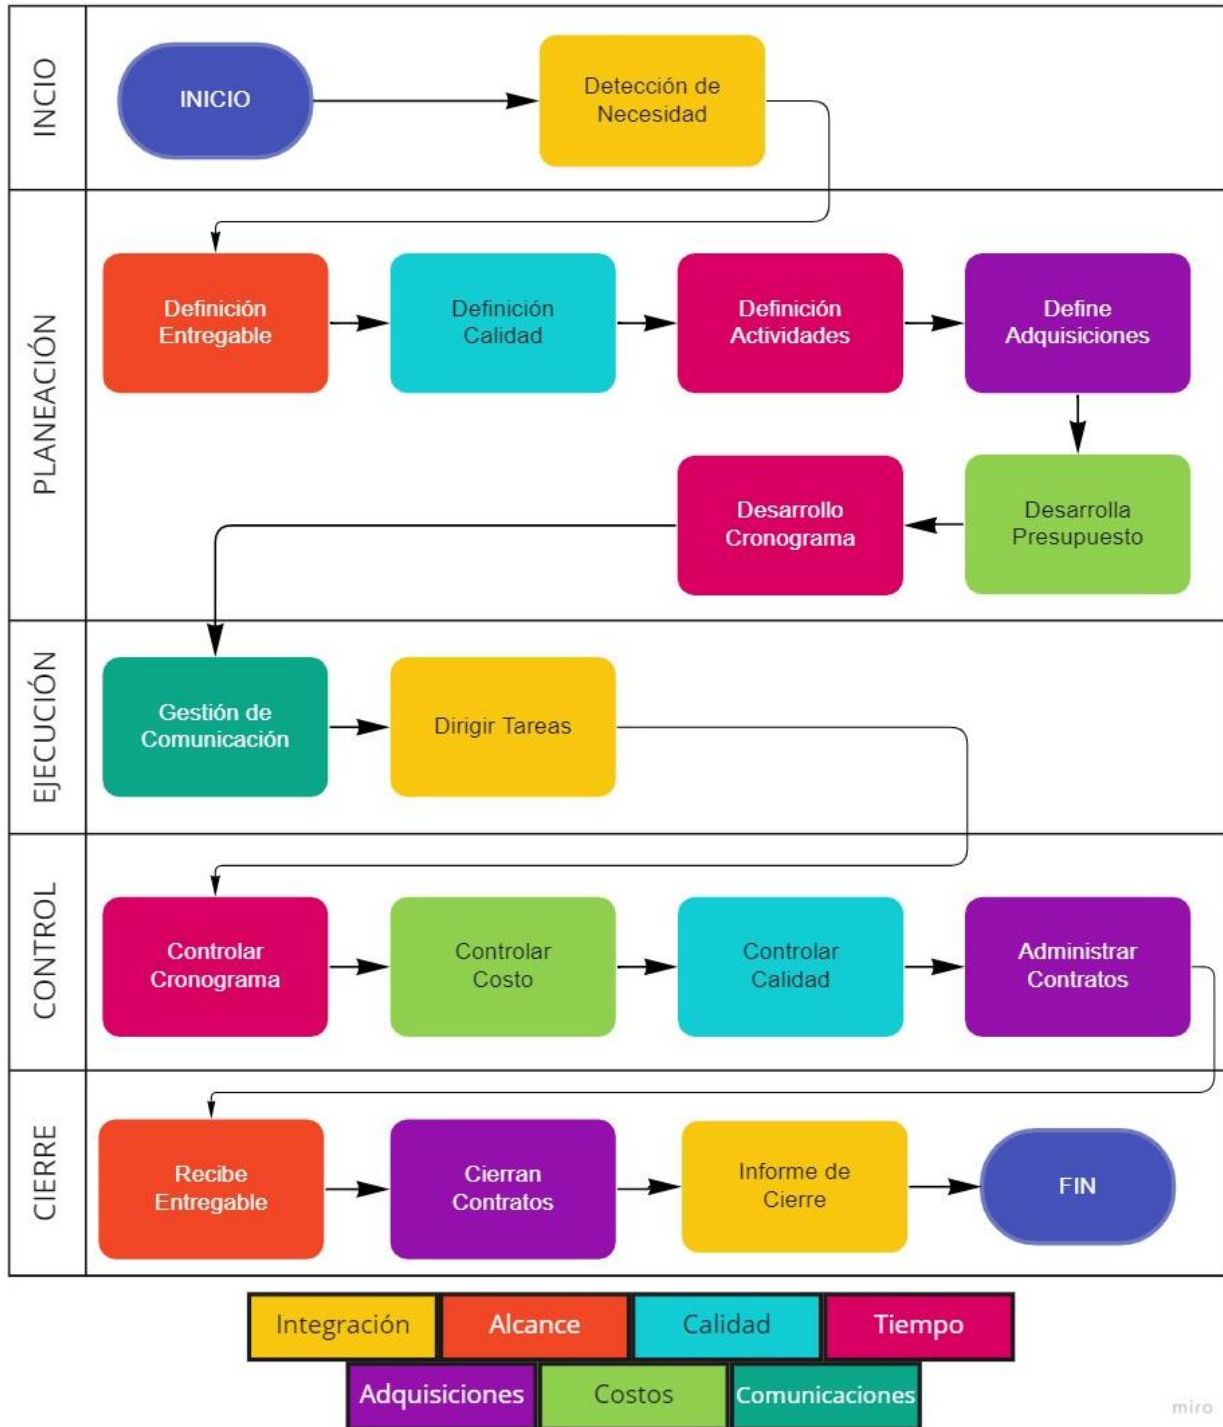 INCIO
INICIO
Detección de
Necesidad
PLANEACIÓN
Definición
Entregable
Definición
Calidad
Definición
Actividades
Define
Adquisiciones
Desarrollo
Cronograma
Desarrolla
Presupuesto
EJECUCIÓN
Gestión de
Comunicación
Dirigir Tareas
CONTROL
Controlar
Cronograma
Controlar
Costo
Controlar
Calidad
Administrar
Contratos
CIERRE
Recibe
Entregable
Cierran
Contratos
Informe de
Cierre
FIN
Integración
Alcance
Calidad
Tiempo
Adquisiciones
Costos
Comunicaciones
miro